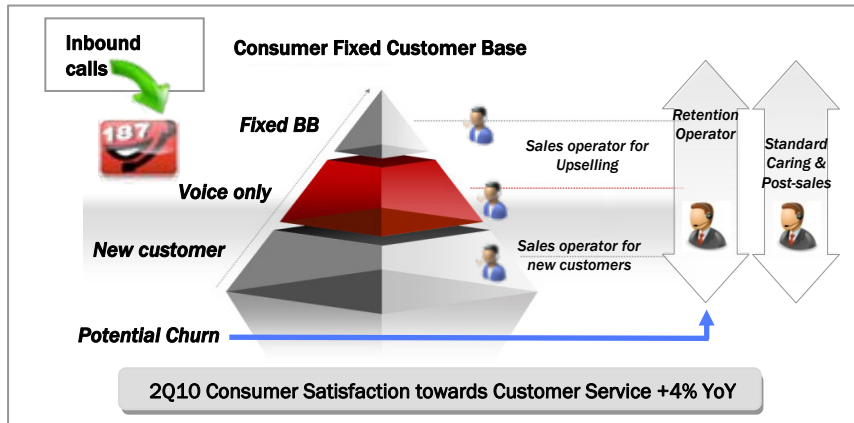 Inbound
calls
Consumer Fixed Customer Base
187
Fixed BB
Voice only
New customer
Potential Churn
Sales operator for
Upselling
Sales operator for
new customers
Retention
Operator
Standard
Caring &
Post-sales
2Q10 Consumer Satisfaction towards Customer Service +4% YoY